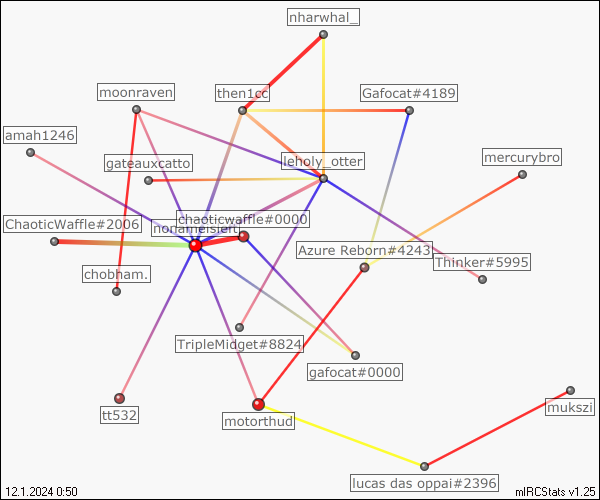 nharwhal_
moonraven
then1cc
Gafocat#4189
amah1246
gateauxcatto
leholy_otter
mercurybro
chaoticwaffle#0000
ChaoticWaffle#2006
Azure Reborn#4243
Thinker#5995
chobham.
TripleMidget#8824
gafocat#0000
tt532
motorthud
mukszi
lucas das oppai#2396
12.1.2024 0:50
mIRCStats v1.25